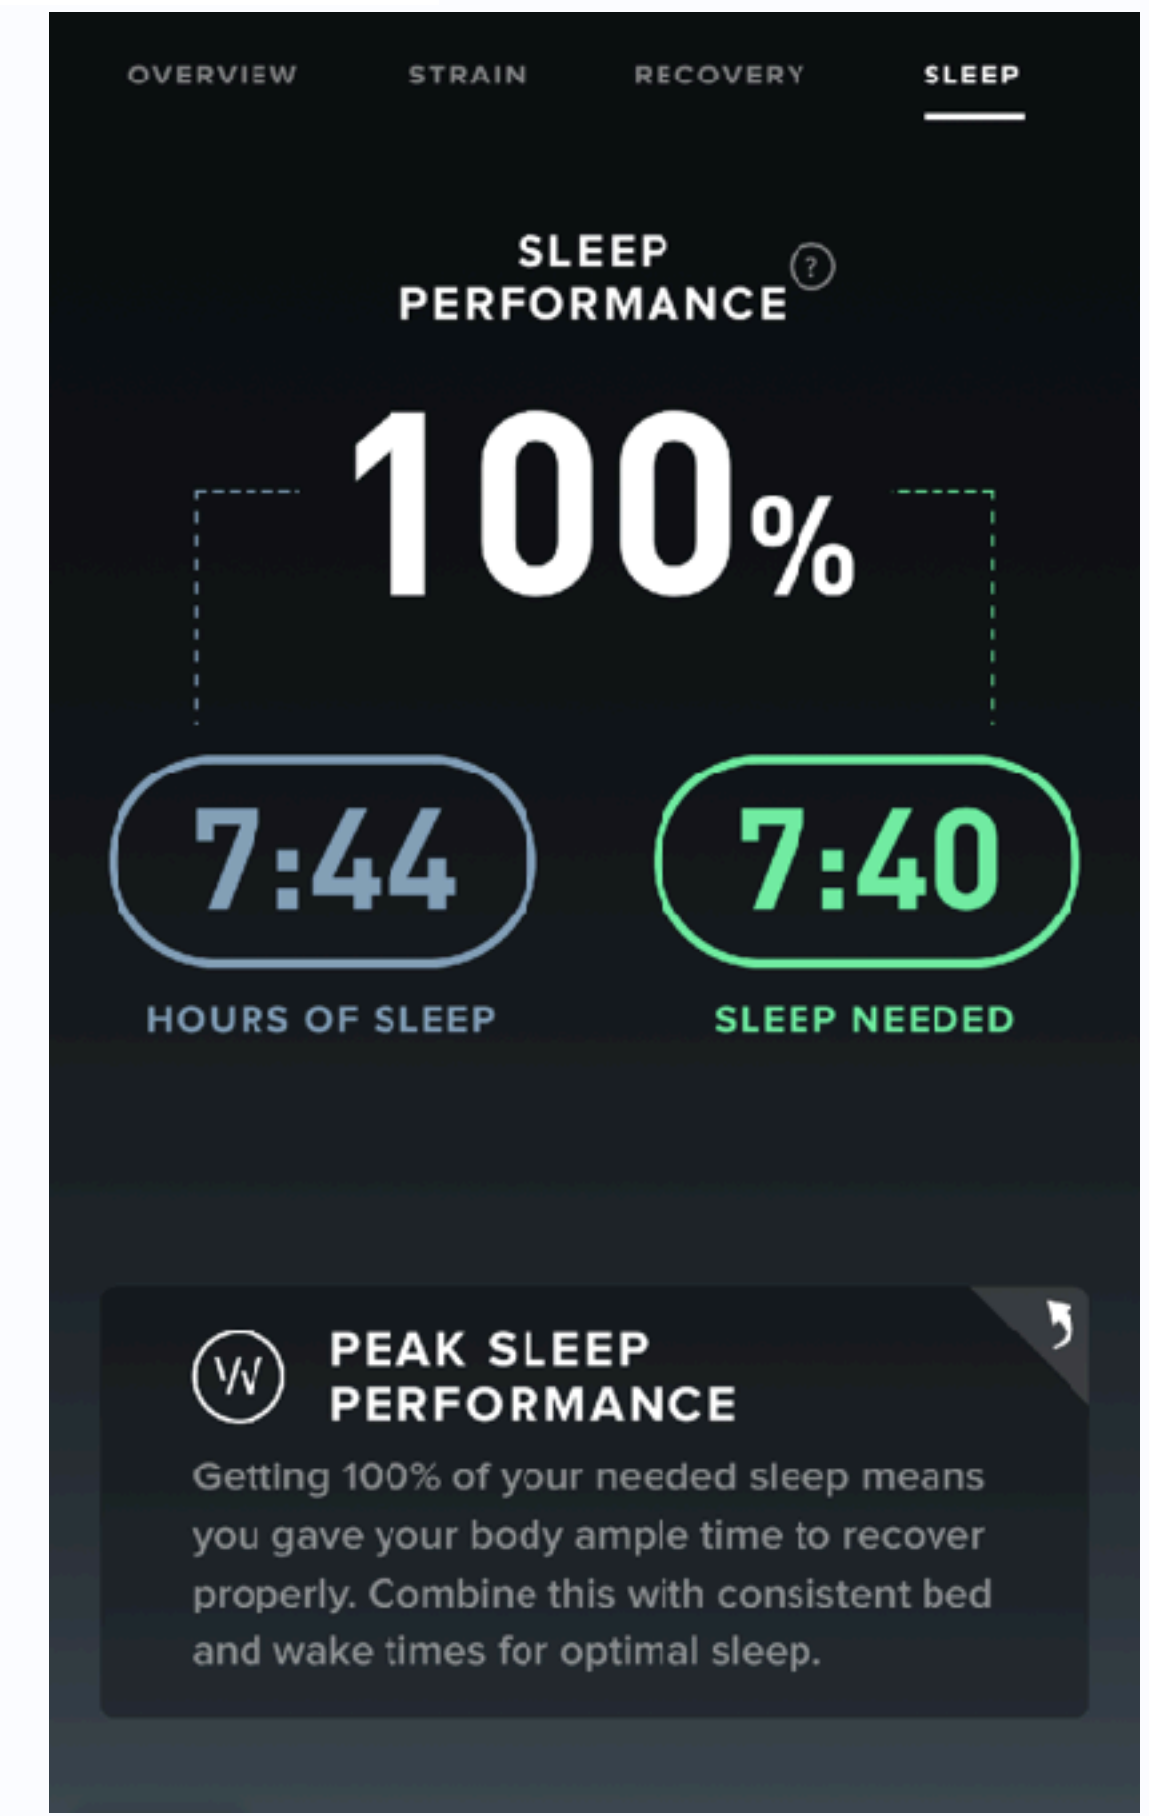 OVERVIEW STRAIN RECOVERY SLEEP
SLEEP
PERFORMANCE ?
100%
7:44 7:40
HOURS OF SLEEP SLEEP NEEDED
W PEAK SLEEP
PERFORMANCE
Getting 100% of your needed sleep means
you gave your body ample time to recover
properly. Combine this with consistent bed
and wake times for optimal sleep.